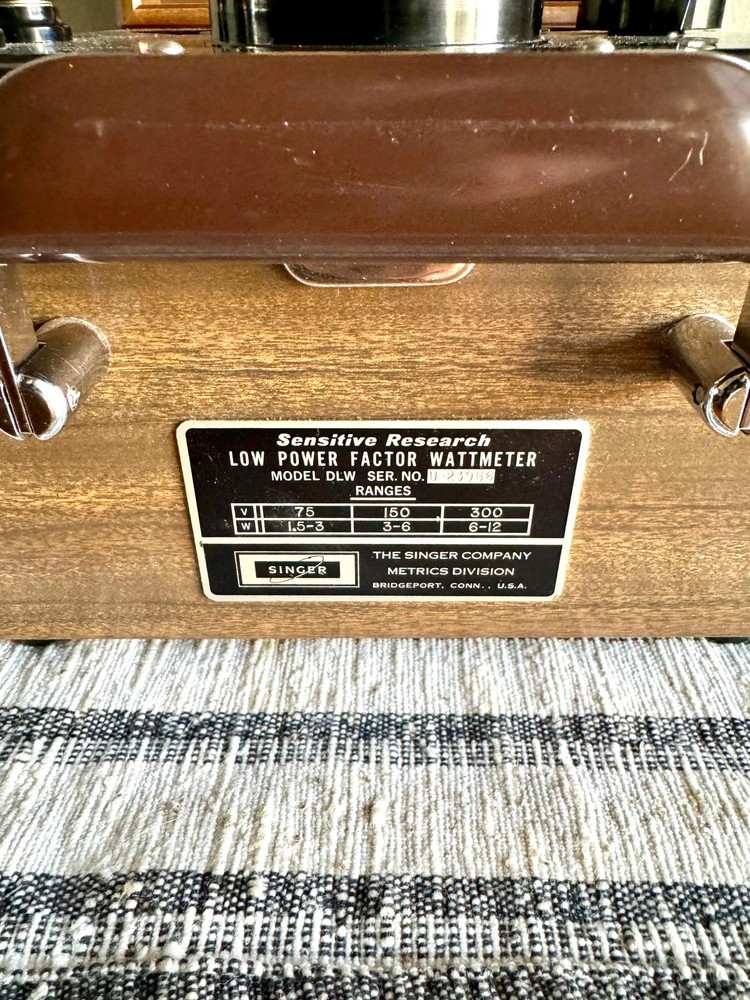 Sensitive Research
LOW POWER FACTOR WATTMETER
MODEL DLW SER. NO.
RANGES
V 75 150 300
W 1.5-3 3-6 6-12
SINGER
THE SINGER COMPANY
METRICS DIVISION
BRIDGEPORT, CONN., U.S.A.